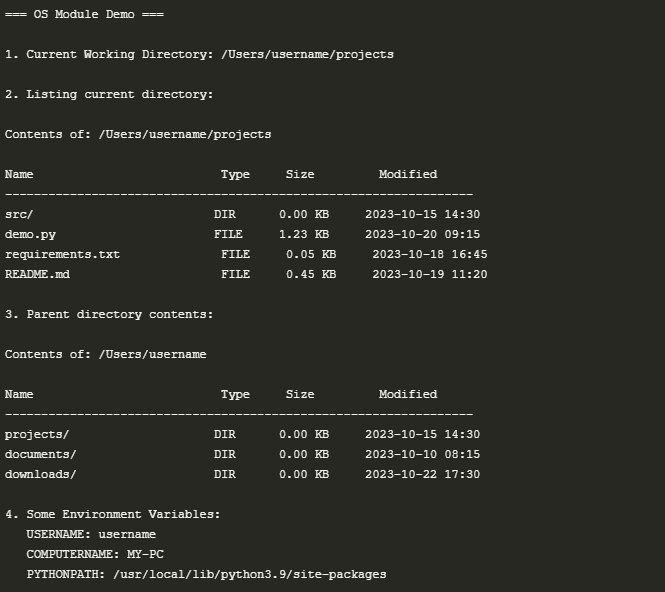 === OS Module Demo ===
1. Current Working Directory: /Users/username/projects
2. Listing current directory:
Contents of: /Users/username/projects
Name                          Type     Size         Modified
-----------------------------------------------------------------
src/                         DIR      0.00 KB     2023-10-15 14:30
demo.py                      FILE     1.23 KB     2023-10-20 09:15
requirements.txt              FILE     0.05 KB     2023-10-18 16:45
README.md                     FILE     0.45 KB     2023-10-19 11:20
3. Parent directory contents:
Contents of: /Users/username
Name                          Type     Size         Modified
-----------------------------------------------------------------
projects/                    DIR      0.00 KB     2023-10-15 14:30
documents/                   DIR      0.00 KB     2023-10-10 08:15
downloads/                   DIR      0.00 KB     2023-10-22 17:30
4. Some Environment Variables:
   USERNAME: username
   COMPUTERNAME: MY-PC
   PYTHONPATH: /usr/local/lib/python3.9/site-packages